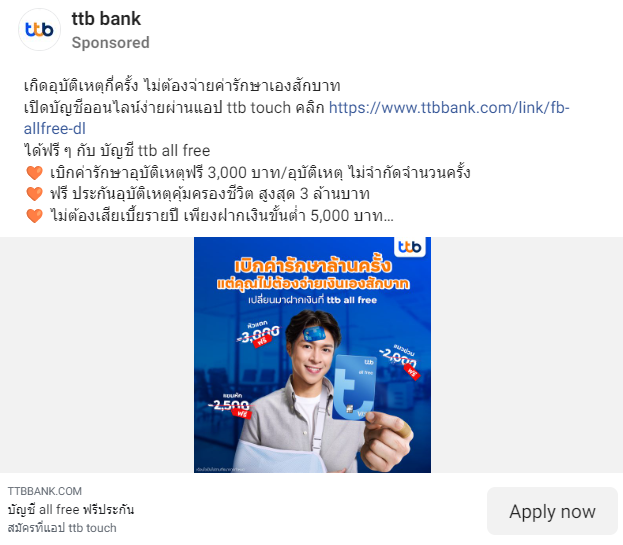 ttb bank
Sponsored
เกิดอุบัติเหตุกี่ครั้ง ไม่ต้องจ่ายค่ารักษาเองสักบาท
เปิดบัญชีออนไลน์ง่ายผ่านแอป ttb touch คลิก https://www.ttbbank.com/link/fb-
allfree-dl
ได้ฟรี ๆ กับ บัญชี ttb all free
🧡 เบิกค่ารักษาอุบัติเหตุฟรี 3,000 บาท/อุบัติเหตุ ไม่จำกัดจำนวนครั้ง
🧡 ฟรี ประกันอุบัติเหตุคุ้มครองชีวิต สูงสุด 3 ล้านบาท
🧡 ไม่ต้องเสียเบี้ยรายปี เพียงฝากเงินขั้นต่ำ 5,000 บาท...
ttb
เบิกค่ารักษาล้านครั้ง
แต่คุณไม่ต้องจ่ายเงินเองสักบาท
เปลี่ยนมาฝากเงินที่ ttb all free
หัวแตก
-3,000
ฟรี
แมวข่วน
-2,000
ฟรี
แขนหัก
-2,500
ฟรี
ttb
all free
TTBBANK.COM
บัญชี all free ฟรีประกัน
สมัครที่แอป ttb touch
Apply now